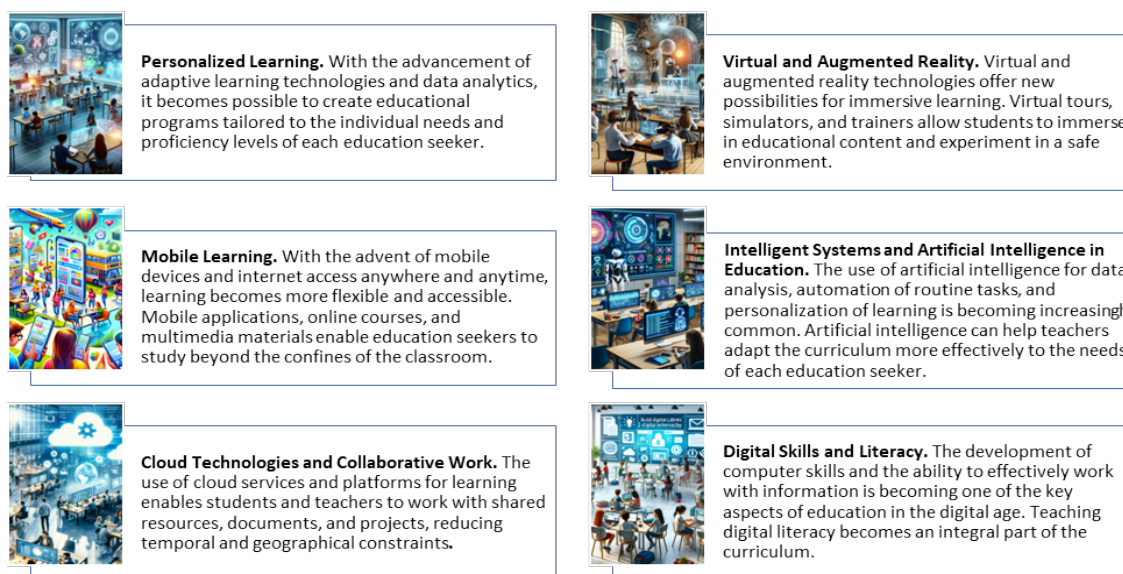 Personalized Learning. With the advancement of
adaptive learning technologies and data analytics,
it becomes possible to create educational
programs tailored to the individual needs and
proficiency levels of each education seeker.
Virtual and Augmented Reality. Virtual and
augmented reality technologies offer new
possibilities for immersive learning. Virtual tours,
simulators, and trainers allow students to immerse
in educational content and experiment in a safe
environment.
Mobile Learning. With the advent of mobile
devices and internet access anywhere and anytime,
learning becomes more flexible and accessible.
Mobile applications, online courses, and
multimedia materials enable education seekers to
study beyond the confines of the classroom.
Intelligent Systems and Artificial Intelligence in
Education. The use of artificial intelligence for data
analysis, automation of routine tasks, and
personalization of learning is becoming increasingl
common. Artificial intelligence can help teachers
adapt the curriculum more effectively to the needs
of each education seeker.
Cloud Technologies and Collaborative Work. The
use of cloud services and platforms for learning
enables students and teachers to work with shared
resources, documents, and projects, reducing
temporal and geographical constraints.
Digital Skills and Literacy. The development of
computer skills and the ability to effectively work
with information is becoming one of the key
aspects of education in the digital age. Teaching
digital literacy becomes an integral part of the
curriculum.